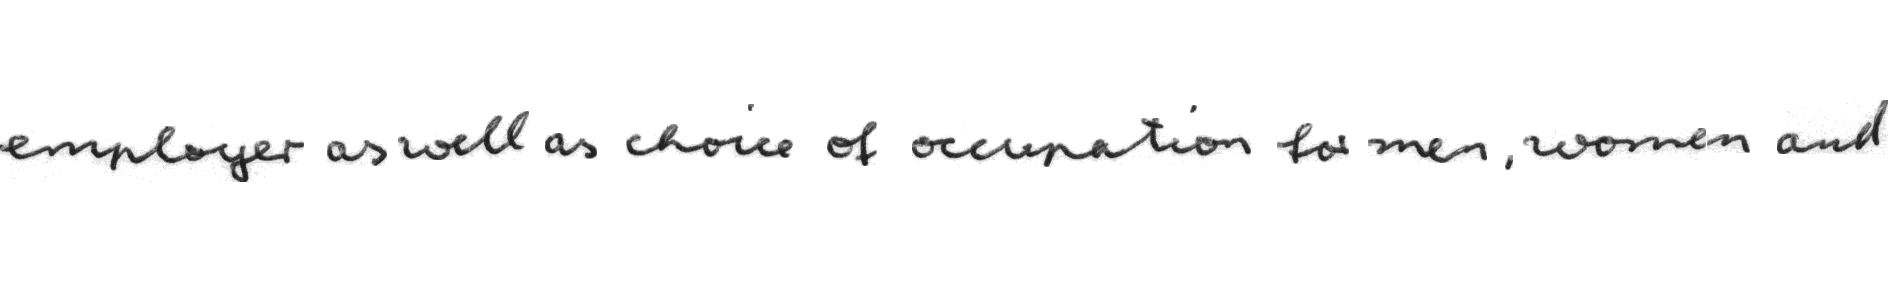 employer as well as choice of occupation for men, women and